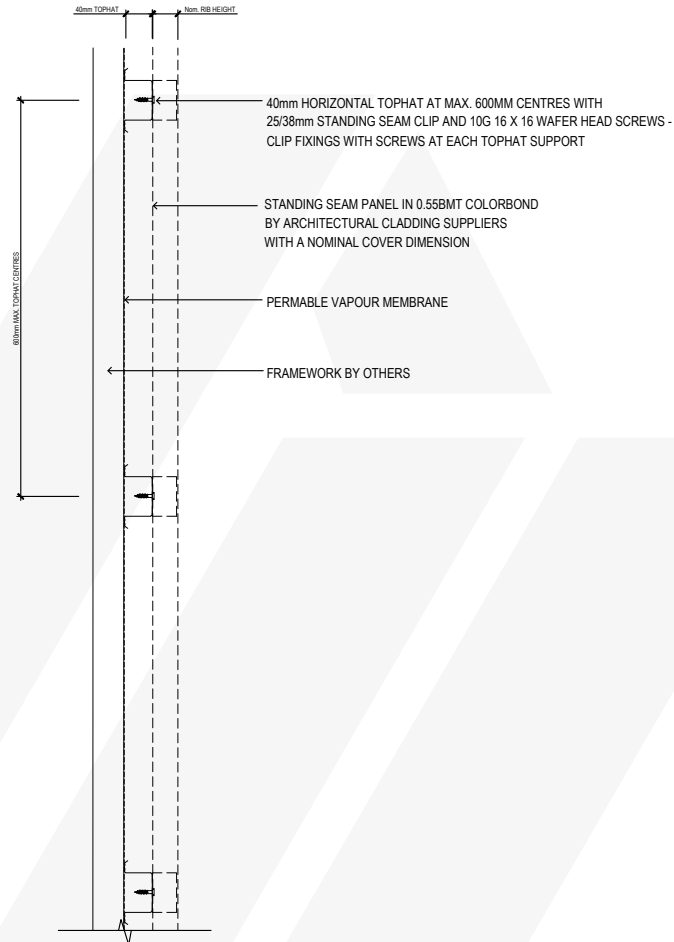 40mm TOPHAT
Nom. RIB HEIGHT
40mm HORIZONTAL TOPHAT AT MAX. 600MM CENTRES WITH
25/38mm STANDING SEAM CLIP AND 10G 16 X 16 WAFER HEAD SCREWS -
CLIP FIXINGS WITH SCREWS AT EACH TOPHAT SUPPORT
STANDING SEAM PANEL IN 0.55BMT COLORBOND
BY ARCHITECTURAL CLADDING SUPPLIERS
WITH A NOMINAL COVER DIMENSION
600mm MAX. TOPHAT CENTRES
PERMABLE VAPOUR MEMBRANE
FRAMEWORK BY OTHERS